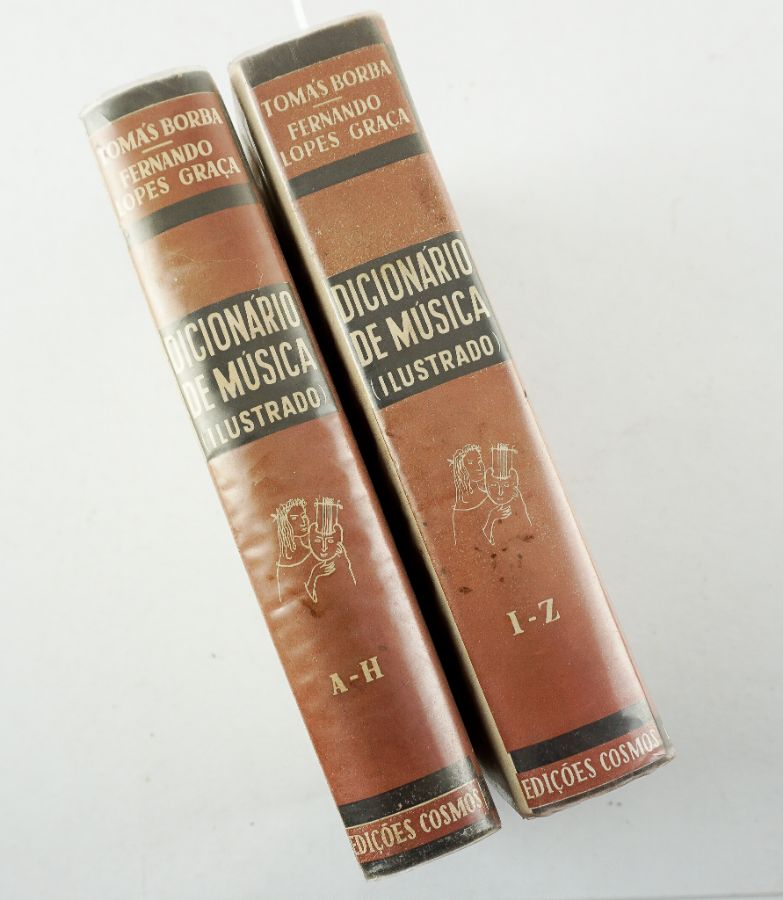 TOMÁS BORBA
FERNANDO
LOPES GRAÇA
DICIONÁRIO
DE MÚSICA
(ILUSTRADO)
A-H
EDIÇÕES COSMOS
TOMÁS BORBA
FERNANDO
LOPES GRAÇA
DICIONÁRIO
DE MÚSICA
(ILUSTRADO)
I-Z
EDIÇÕES COSMOS